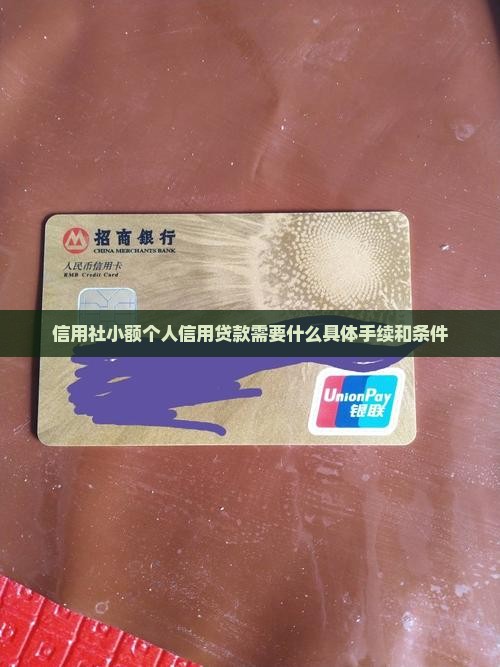 招商银行
CHINA MERCHANTS BANK
人民币信用卡
RMB Credit Card
信用社小额个人信用贷款需要什么具体手续和条件
UnionPay
银联